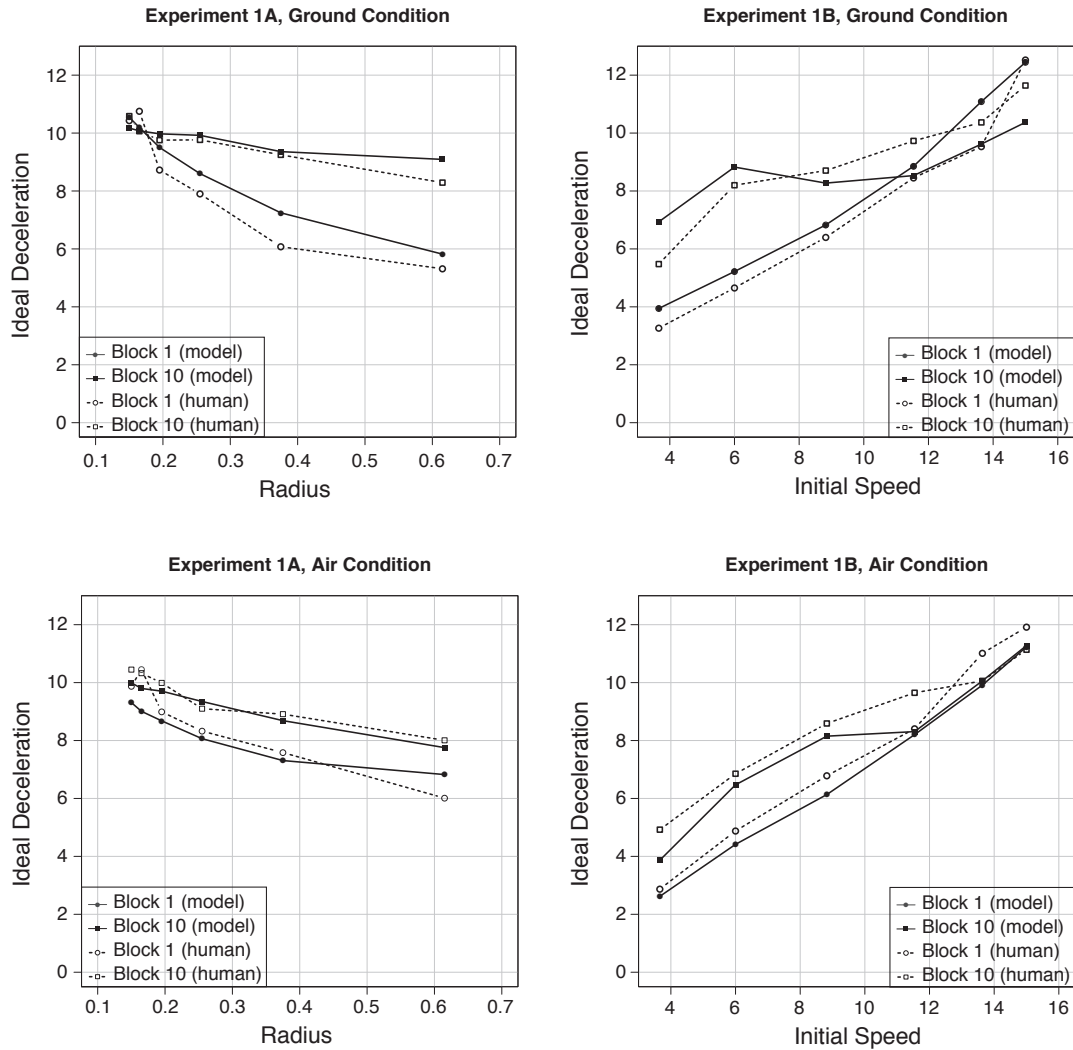 Experiment 1A, Ground Condition
Ideal Deceleration
12
10
8
6
4
2
0
Block 1 (model)
Block 10 (model)
Block 1 (human)
Block 10 (human)
0.1 0.2 0.3 0.4 0.5 0.6 0.7
Radius
Experiment 1B, Ground Condition
Ideal Deceleration
12
10
8
6
4
2
0
Block 1 (model)
Block 10 (model)
Block 1 (human)
Block 10 (human)
4 6 8 10 12 14 16
Initial Speed
Experiment 1A, Air Condition
Ideal Deceleration
12
10
8
6
4
2
0
Block 1 (model)
Block 10 (model)
Block 1 (human)
Block 10 (human)
0.1 0.2 0.3 0.4 0.5 0.6 0.7
Radius
Experiment 1B, Air Condition
Ideal Deceleration
12
10
8
6
4
2
0
Block 1 (model)
Block 10 (model)
Block 1 (human)
Block 10 (human)
4 6 8 10 12 14 16
Initial Speed